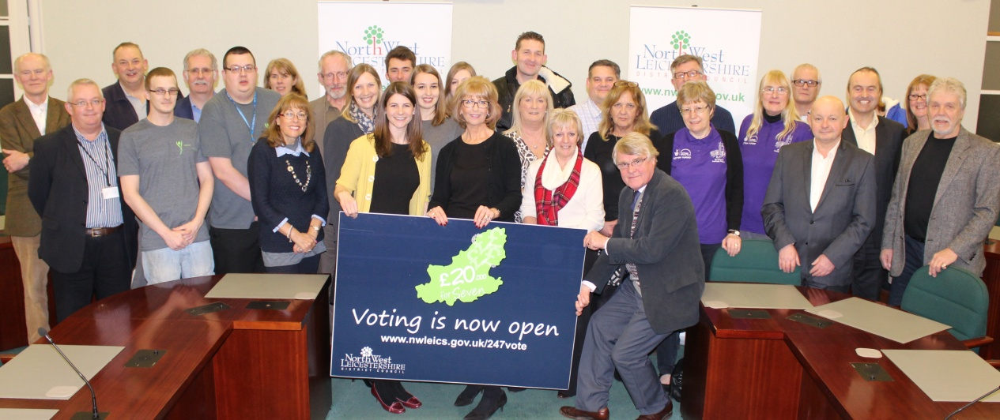 North West
Leicestershire
DISTRICT COUNCIL
www.n
North West
Leicestershire
DISTRICT COUNCIL
www.nwleics.gov.uk
£20,000
for Seven
Voting is now open
www.nwleics.gov.uk/247vote
North West
Leicestershire
DISTRICT COUNCIL